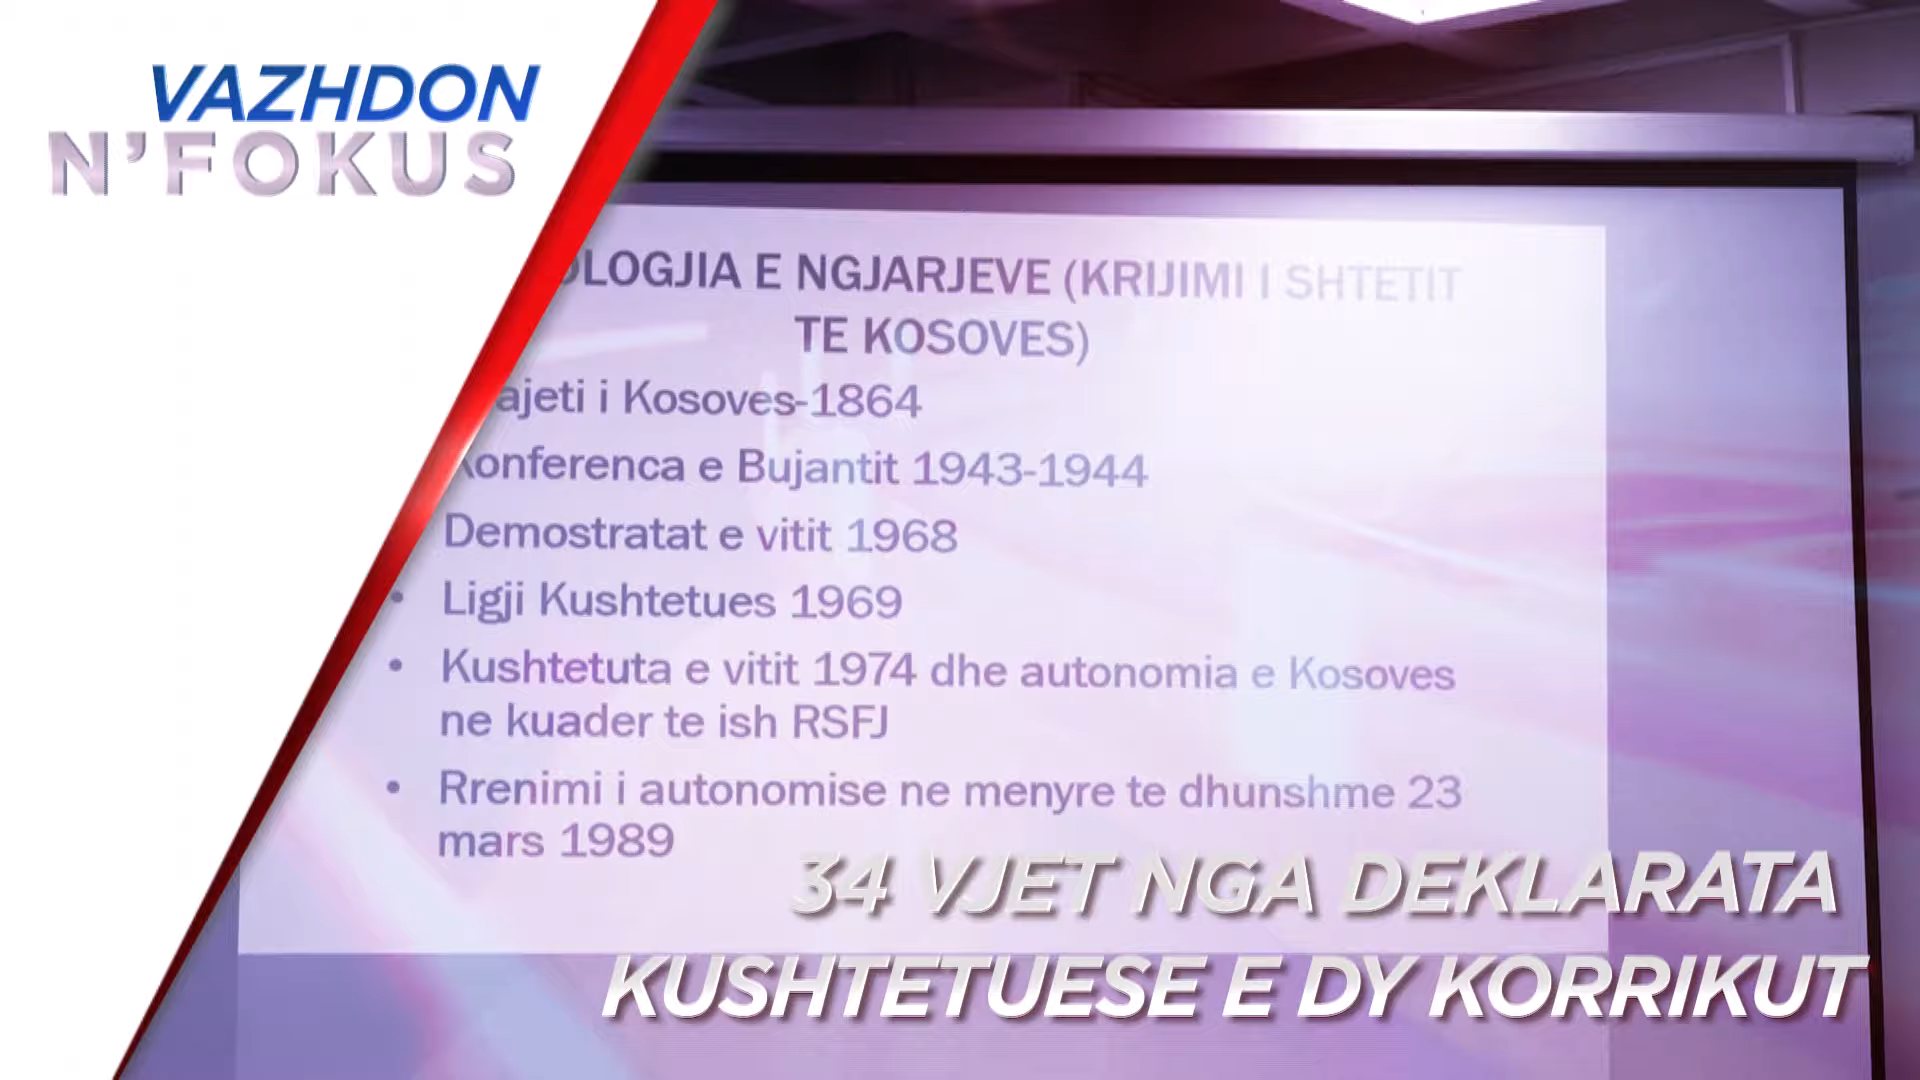 VAZHDON
N'FOKUS
OLOGJIA E NGJARJEVE (KRIJIMI I SHTETIT
TE KOSOVES)
ajeti i Kosoves-1864
Konferenca e Bujantit 1943-1944
Demostratat e vitit 1968
• Ligji Kushtetues 1969
• Kushtetuta e vitit 1974 dhe autonomia e Kosoves
ne kuader te ish RSFJ
• Rrenimi i autonomise ne menyre te dhunshme 23
mars 1989
34 VJET NGA DEKLARATA
KUSHTETUESE E DY KORRIKUT